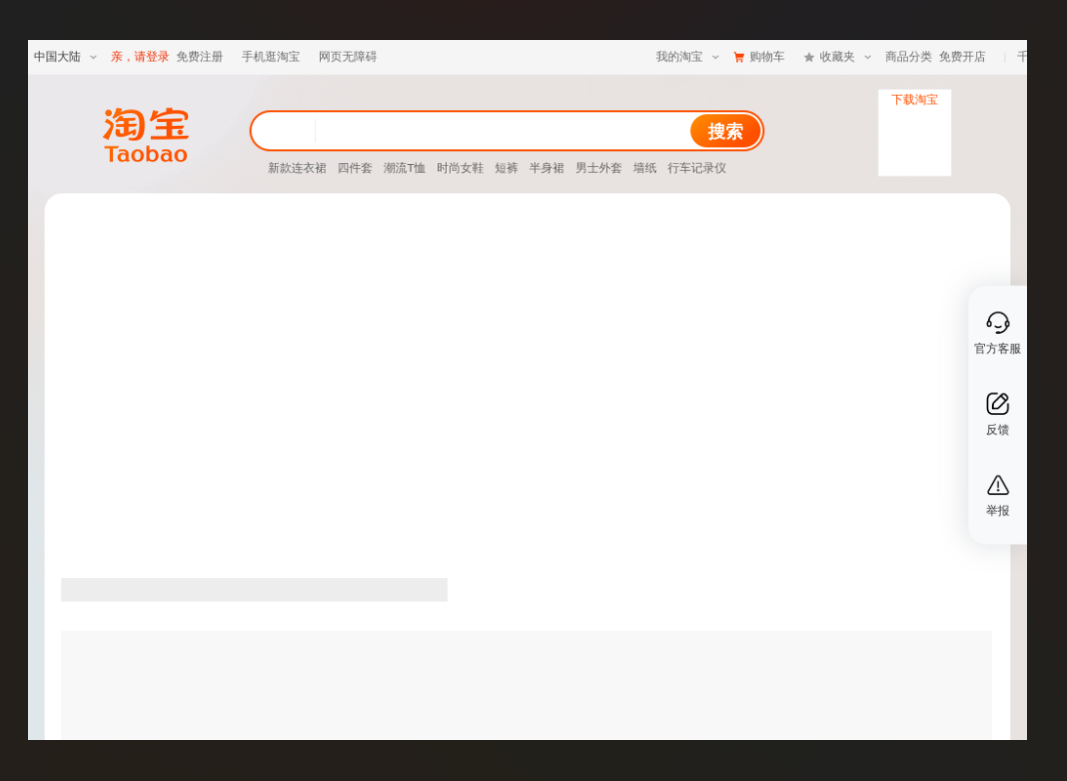 中国大陆 亲，请登录 免费注册 手机逛淘宝 网页无障碍 我的淘宝 购物车 收藏夹 商品分类 免费开店
下载淘宝
淘宝
Taobao
搜索
新款连衣裙 四件套 潮流T恤 时尚女鞋 短裤 半身裙 男士外套 墙纸 行车记录仪
官方客服
反馈
举报